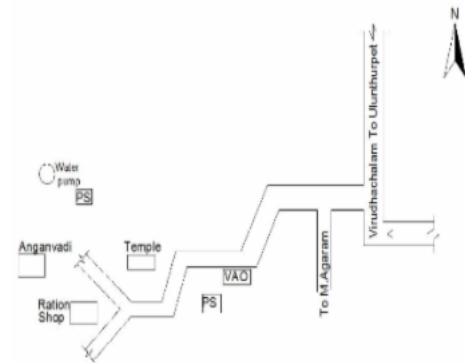 N
Virudhachalam To Ulunthurpet
Water
pump
PS
Anganvadi
Temple
VAO
Ration
Shop
PS
To M.Agaram